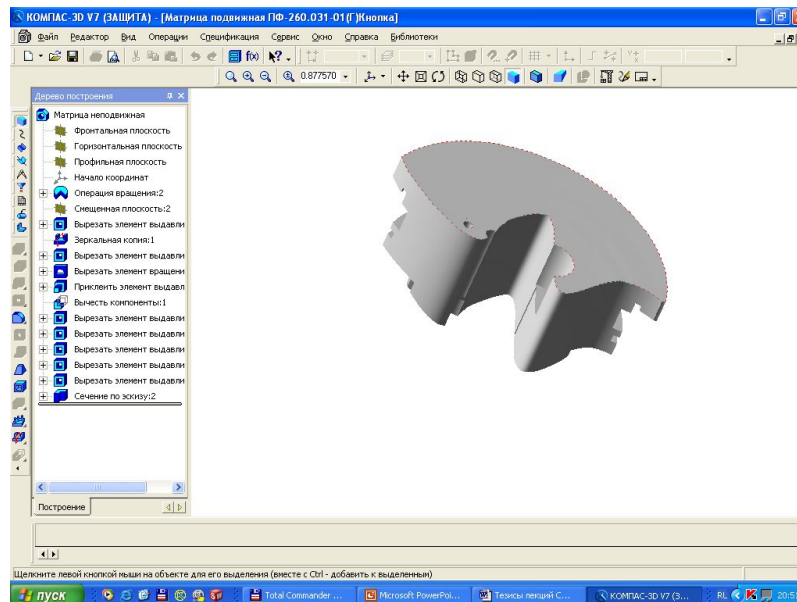 КОМПАС-3D V7 (ЗАЩИТА) - [Матрица подвижная ПФ-260.031-01(Г)Кнопка]
Файл Редактор Вид Операции Спецификация Сервис Окно Справка Библиотеки
f(x)
0.877570
Дерево построения
Матрица неподвижная
Фронтальная плоскость
Горизонтальная плоскость
Профильная плоскость
Начало координат
Операция вращения:2
Смещенная плоскость:2
Вырезать элемент выдавли
Зеркальная копия:1
Вырезать элемент выдавли
Вырезать элемент вращени
Приклеить элемент выдавл
Вычесть компоненты:1
Вырезать элемент выдавли
Вырезать элемент выдавли
Вырезать элемент выдавли
Вырезать элемент выдавли
Вырезать элемент выдавли
Сечение по эскизу:2
Построение
Щелкните левой кнопкой мыши на объекте для его выделения (вместе с Ctrl - добавить к выделенным)
пуск Total Commander ... Microsoft PowerPoi... Тезисы лекций С... КОМПАС-3D V7 (З... RL